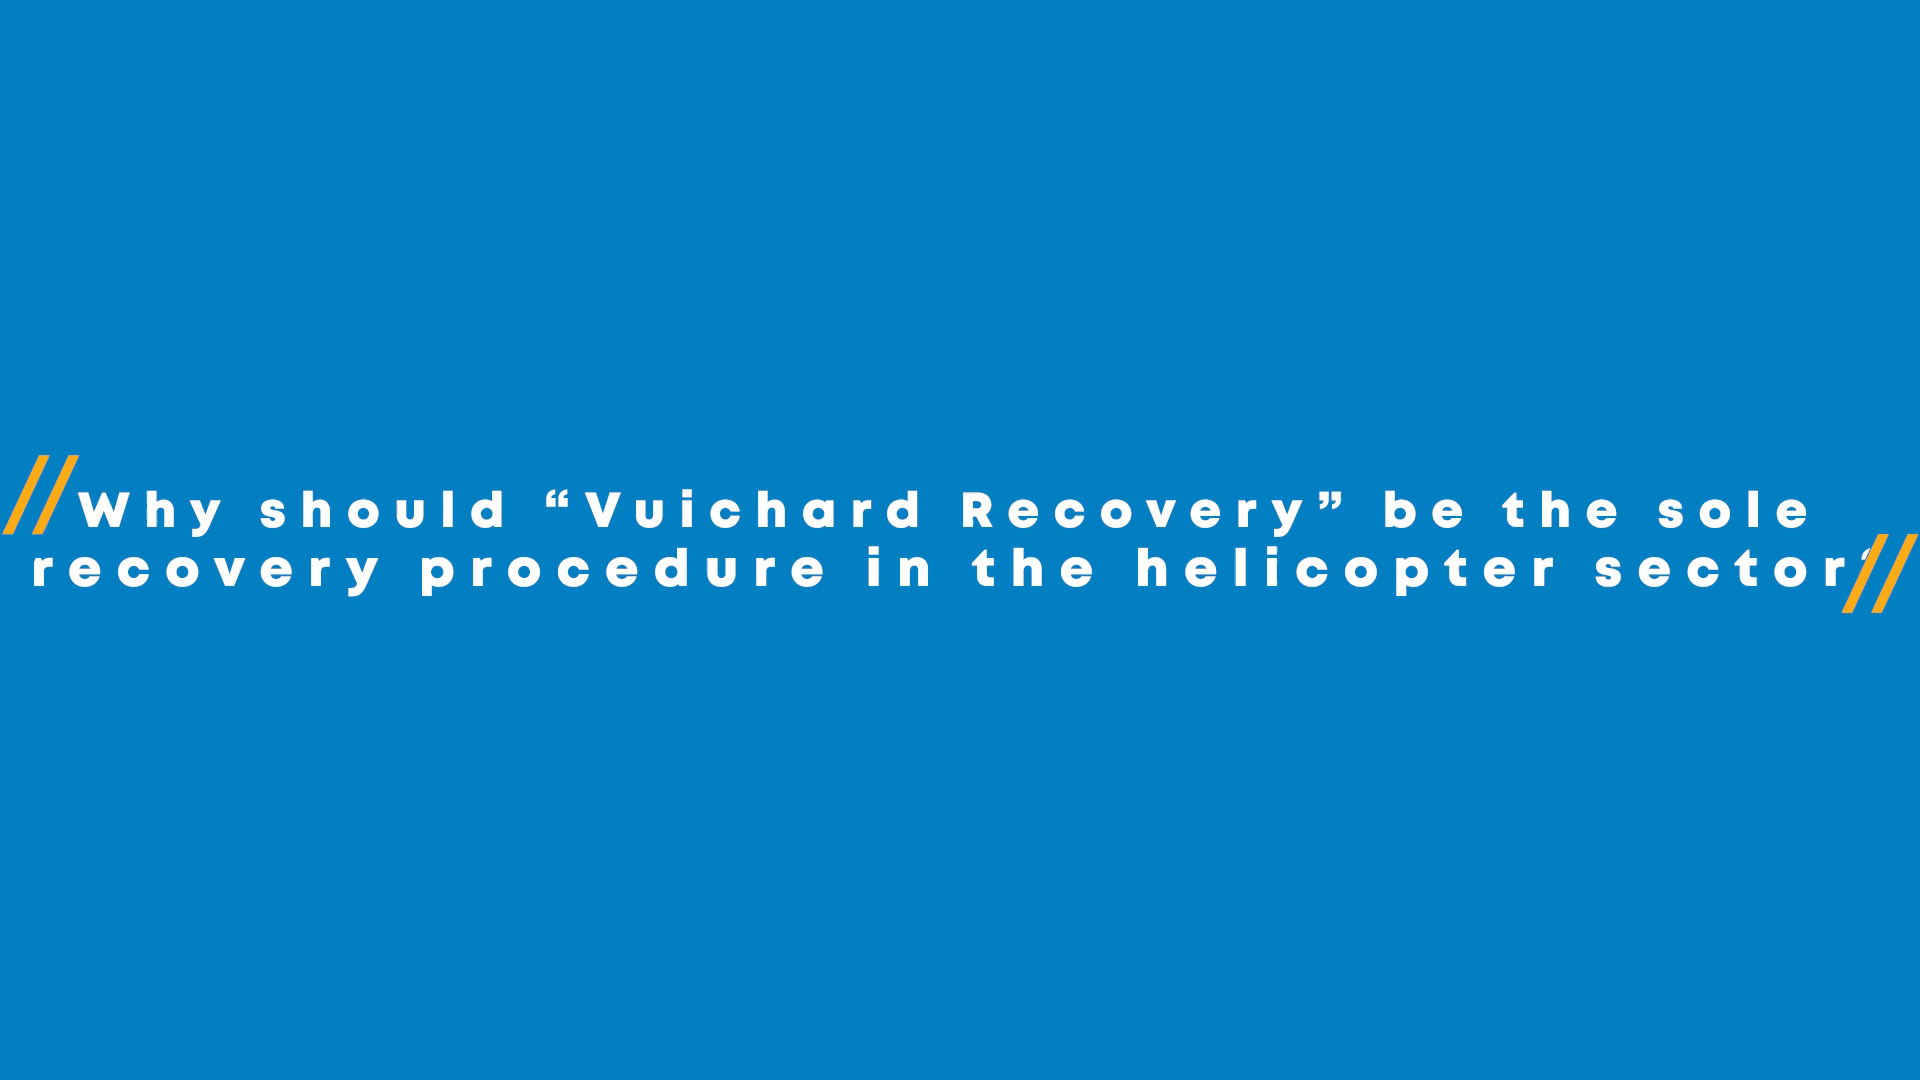 Why should “Vuichard Recovery” be the sole
recovery procedure in the helicopter sector?